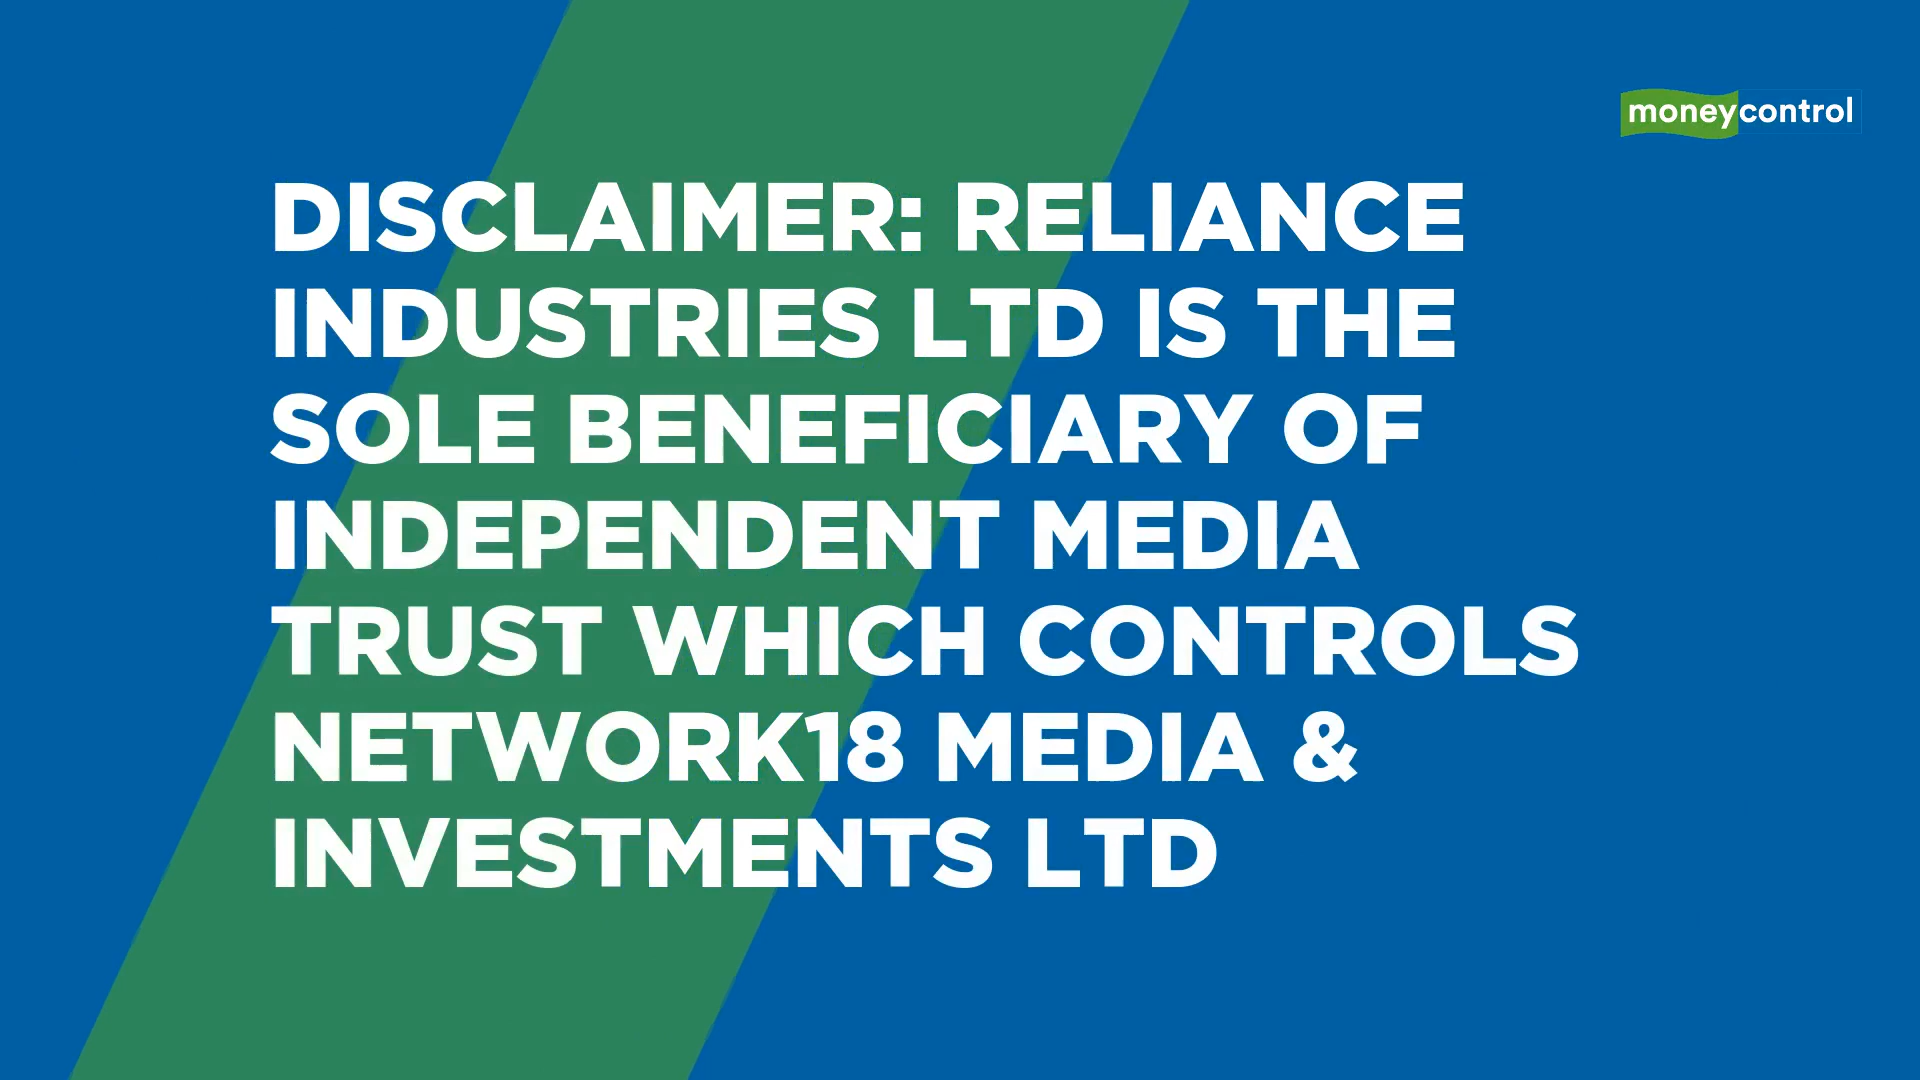 moneycontrol
DISCLAIMER: RELIANCE
INDUSTRIES LTD IS THE
SOLE BENEFICIARY OF
INDEPENDENT MEDIA
TRUST WHICH CONTROLS
NETWORK18 MEDIA &
INVESTMENTS LTD